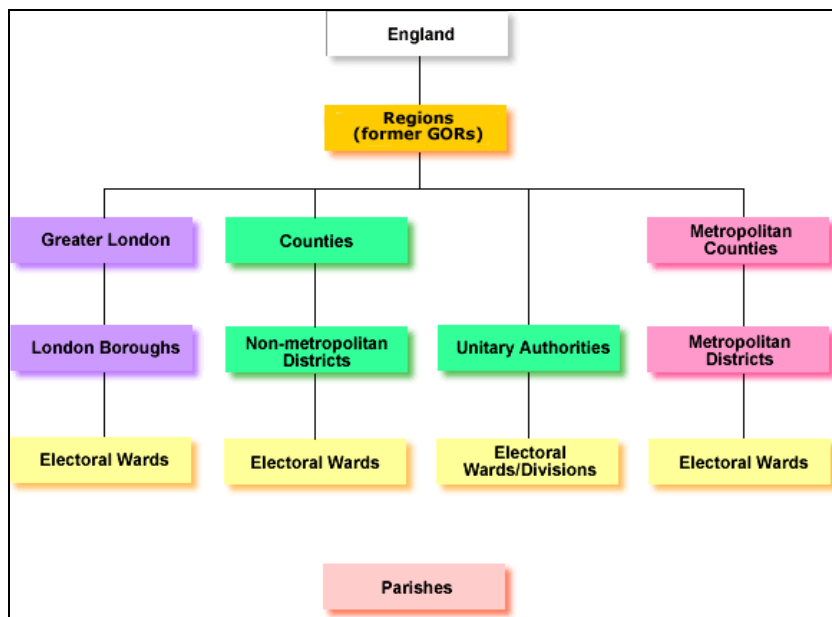 England
Regions
(former GORs)
Greater London
Counties
Metropolitan
Counties
London Boroughs
Non-metropolitan
Districts
Unitary Authorities
Metropolitan
Districts
Electoral Wards
Electoral Wards
Electoral
Wards/Divisions
Electoral Wards
Parishes